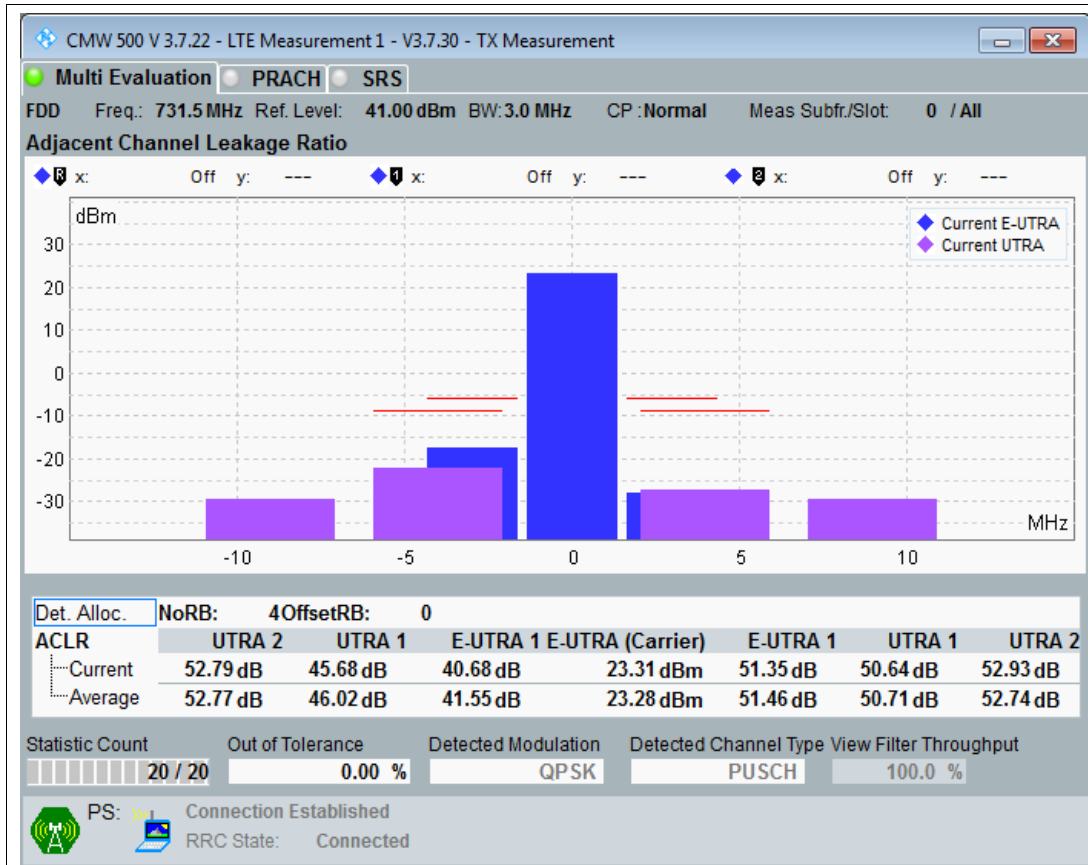 CMW 500 V 3.7.22 - LTE Measurement 1 - V3.7.30 - TX Measurement
Multi Evaluation PRACH SRS
FDD Freq.: 731.5 MHz Ref. Level: 41.00 dBm BW: 3.0 MHz CP : Normal Meas Subfr./Slot: 0 / All
Adjacent Channel Leakage Ratio
R x: Off y: --- 1 x: Off y: --- 2 x: Off y: ---
dBm
Current E-UTRA
Current UTRA
30
20
10
0
-10
-20
-30
MHz
-10 -5 0 5 10
Det. Alloc. NoRB: 4 OffsetRB: 0
ACLR UTRA 2 UTRA 1 E-UTRA 1 E-UTRA (Carrier) E-UTRA 1 UTRA 1 UTRA 2
Current 52.79 dB 45.68 dB 40.68 dB 23.31 dBm 51.35 dB 50.64 dB 52.93 dB
Average 52.77 dB 46.02 dB 41.55 dB 23.28 dBm 51.46 dB 50.71 dB 52.74 dB
Statistic Count Out of Tolerance Detected Modulation Detected Channel Type View Filter Throughput
20 / 20 0.00 % QPSK PUSCH 100.0 %
PS: Connection Established
RRC State: Connected